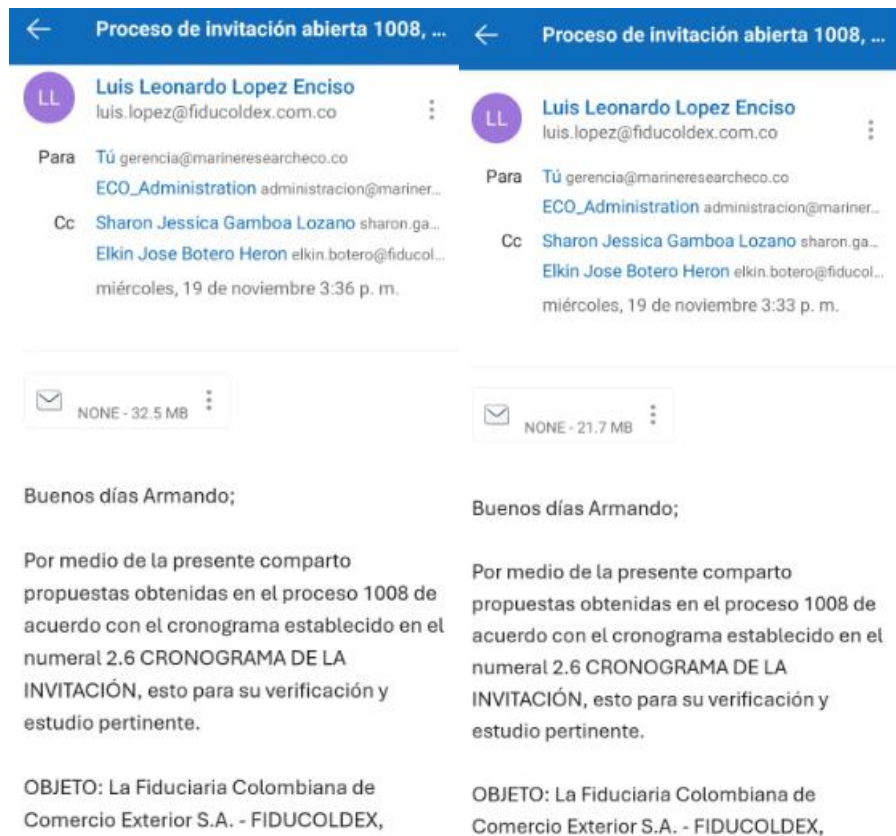 Proceso de invitación abierta 1008, ...
LL
Luis Leonardo Lopez Enciso
luis.lopez@fiducoldex.com.co
Para Tú gerencia@marineresearcheco.co
ECO_Administration administracion@mariner...
Cc Sharon Jessica Gamboa Lozano sharon.ga...
Elkin Jose Botero Heron elkin.botero@fiducol...
miércoles, 19 de noviembre 3:36 p. m.
NONE - 32.5 MB
Buenos días Armando;
Por medio de la presente comparto
propuestas obtenidas en el proceso 1008 de
acuerdo con el cronograma establecido en el
numeral 2.6 CRONOGRAMA DE LA
INVITACIÓN, esto para su verificación y
estudio pertinente.
OBJETO: La Fiduciaria Colombiana de
Comercio Exterior S.A. - FIDUCOLDEX,
Proceso de invitación abierta 1008, ...
LL
Luis Leonardo Lopez Enciso
luis.lopez@fiducoldex.com.co
Para Tú gerencia@marineresearcheco.co
ECO_Administration administracion@mariner...
Cc Sharon Jessica Gamboa Lozano sharon.ga...
Elkin Jose Botero Heron elkin.botero@fiducol...
miércoles, 19 de noviembre 3:33 p. m.
NONE - 21.7 MB
Buenos días Armando;
Por medio de la presente comparto
propuestas obtenidas en el proceso 1008 de
acuerdo con el cronograma establecido en el
numeral 2.6 CRONOGRAMA DE LA
INVITACIÓN, esto para su verificación y
estudio pertinente.
OBJETO: La Fiduciaria Colombiana de
Comercio Exterior S.A. - FIDUCOLDEX,